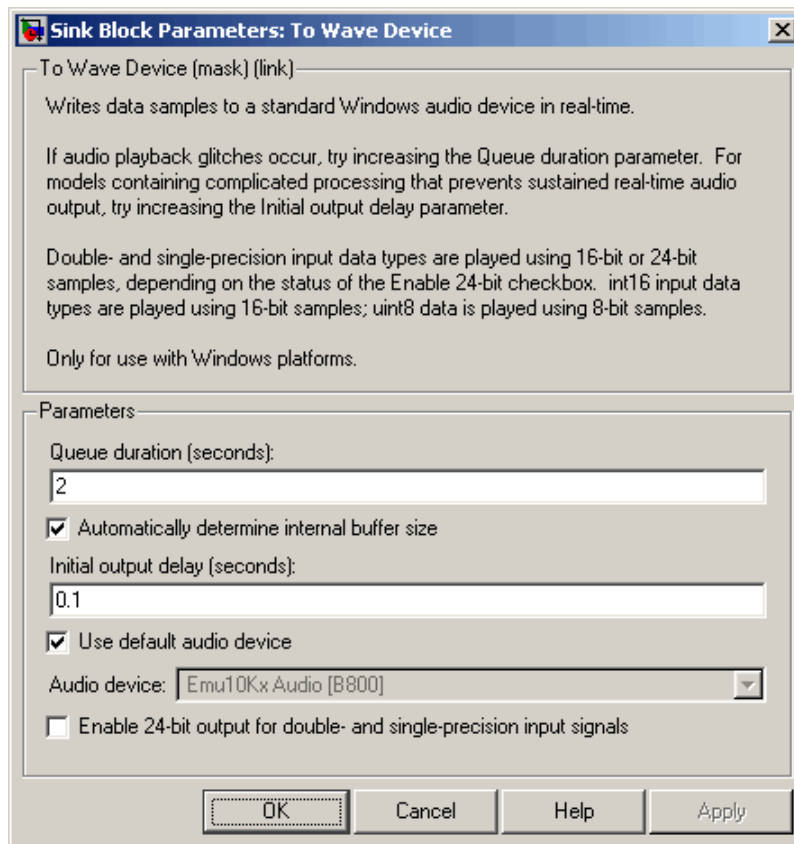 Sink Block Parameters: To Wave Device
To Wave Device (mask) (link)
Writes data samples to a standard Windows audio device in real-time.
If audio playback glitches occur, try increasing the Queue duration parameter.  For
models containing complicated processing that prevents sustained real-time audio
output, try increasing the Initial output delay parameter.
Double- and single-precision input data types are played using 16-bit or 24-bit
samples, depending on the status of the Enable 24-bit checkbox.  int16 input data
types are played using 16-bit samples; uint8 data is played using 8-bit samples.
Only for use with Windows platforms.
Parameters
Queue duration (seconds):
2
Automatically determine internal buffer size
Initial output delay (seconds):
0.1
Use default audio device
Audio device: Emu10Kx Audio [B800]
Enable 24-bit output for double- and single-precision input signals
OK Cancel Help Apply